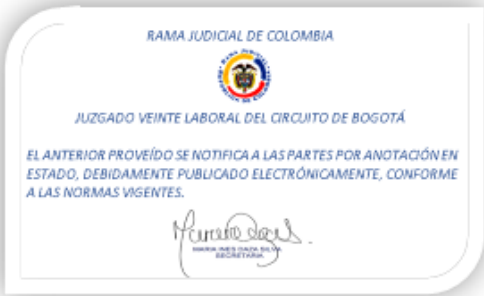 RAMA JUDICIAL DE COLOMBIA
JUZGADO VEINTE LABORAL DEL CIRCUITO DE BOGOTÁ
EL ANTERIOR PROVEÍDO SE NOTIFICA A LAS PARTES POR ANOTACIÓN EN
ESTADO, DEBIDAMENTE PUBLICADO ELECTRÓNICAMENTE, CONFORME
A LAS NORMAS VIGENTES.
MARIA INES DAZA SILVA
SECRETARIA